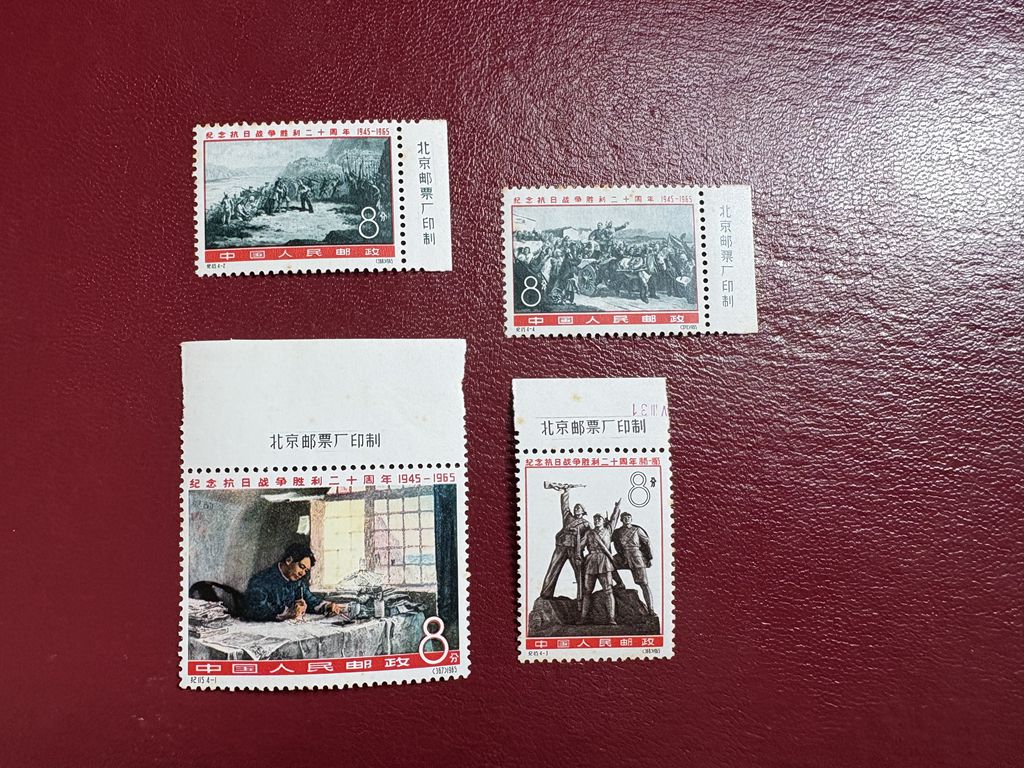 纪念抗日战争胜利二十周年 1945-1965
8分
中国人民邮政
纪115.4-2
北京邮票厂印制
纪念抗日战争胜利二十周年 1945-1965
8分
中国人民邮政
纪115.4-4
北京邮票厂印制
北京邮票厂印制
纪念抗日战争胜利二十周年 1945-1965
8分
中国人民邮政
纪115.4-1
(367)1965
北京邮票厂印制
纪念抗日战争胜利二十周年
8分
中国人民邮政
纪115.4-3